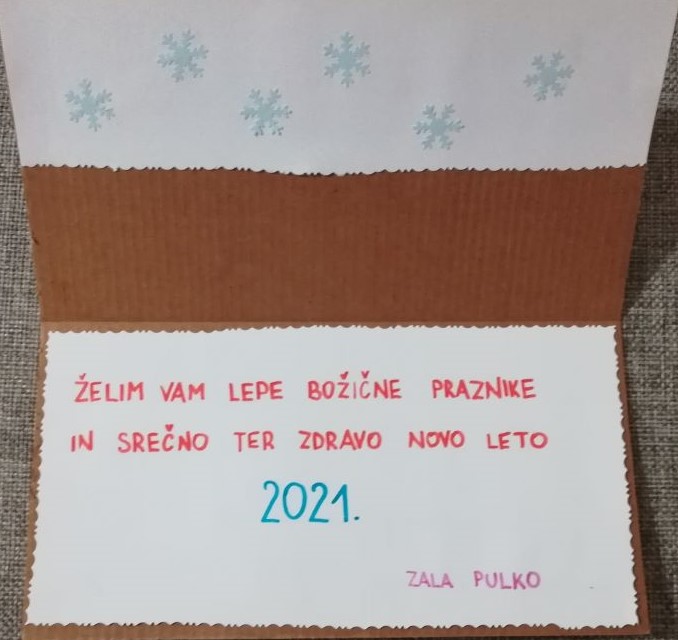 ŽELIM VAM LEPE BOŽIČNE PRAZNIKE
IN SREČNO TER ZDRAVO NOVO LETO
2021.
ZALA PULKO